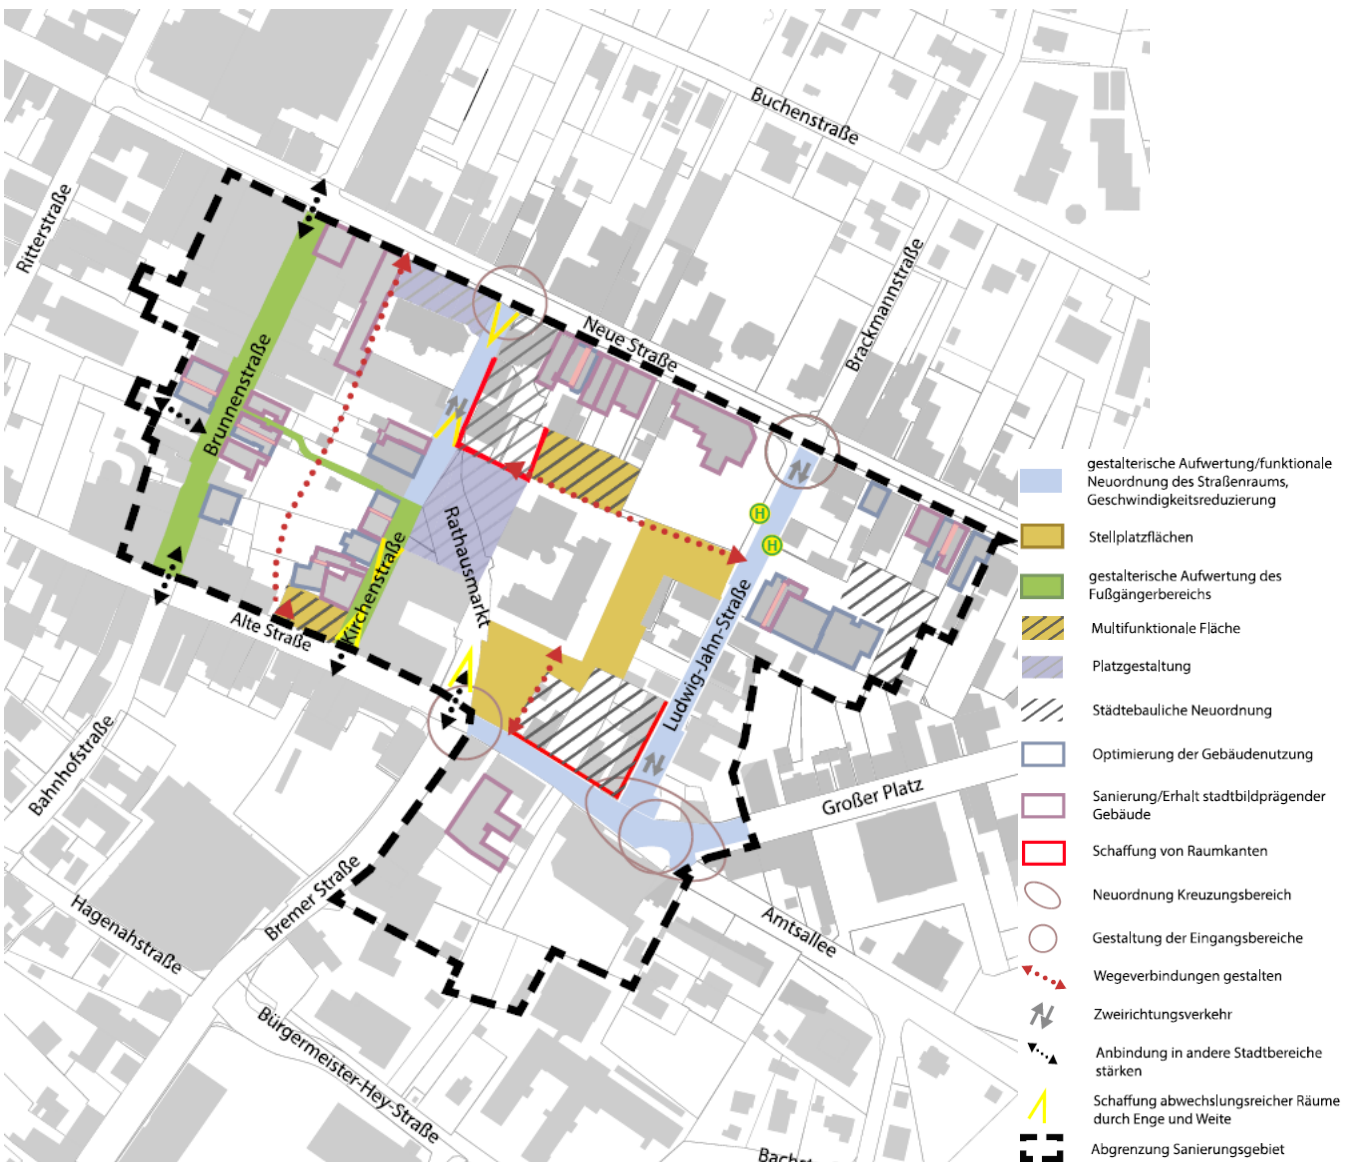 Buchenstraße
Ritterstraße
Brackmannstraße
Neue Straße
Brunnenstraße
Rathausmarkt
Kirchenstraße
H
H
Alte Straße
Ludwig-Jahn-Straße
Bahnhofstraße
Großer Platz
Bremer Straße
Hagenahstraße
Amtsallee
Bürgermeister-Hey-Straße
gestalterische Aufwertung/funktionale
Neuordnung des Straßenraums,
Geschwindigkeitsreduzierung
Stellplatzflächen
gestalterische Aufwertung des
Fußgängerbereichs
Multifunktionale Fläche
Platzgestaltung
Städtebauliche Neuordnung
Optimierung der Gebäudenutzung
Sanierung/Erhalt stadtbildprägender
Gebäude
Schaffung von Raumkanten
Neuordnung Kreuzungsbereich
Gestaltung der Eingangsbereiche
Wegeverbindungen gestalten
Zweirichtungsverkehr
Anbindung in andere Stadtbereiche
stärken
Schaffung abwechslungsreicher Räume
durch Enge und Weite
Abgrenzung Sanierungsgebiet